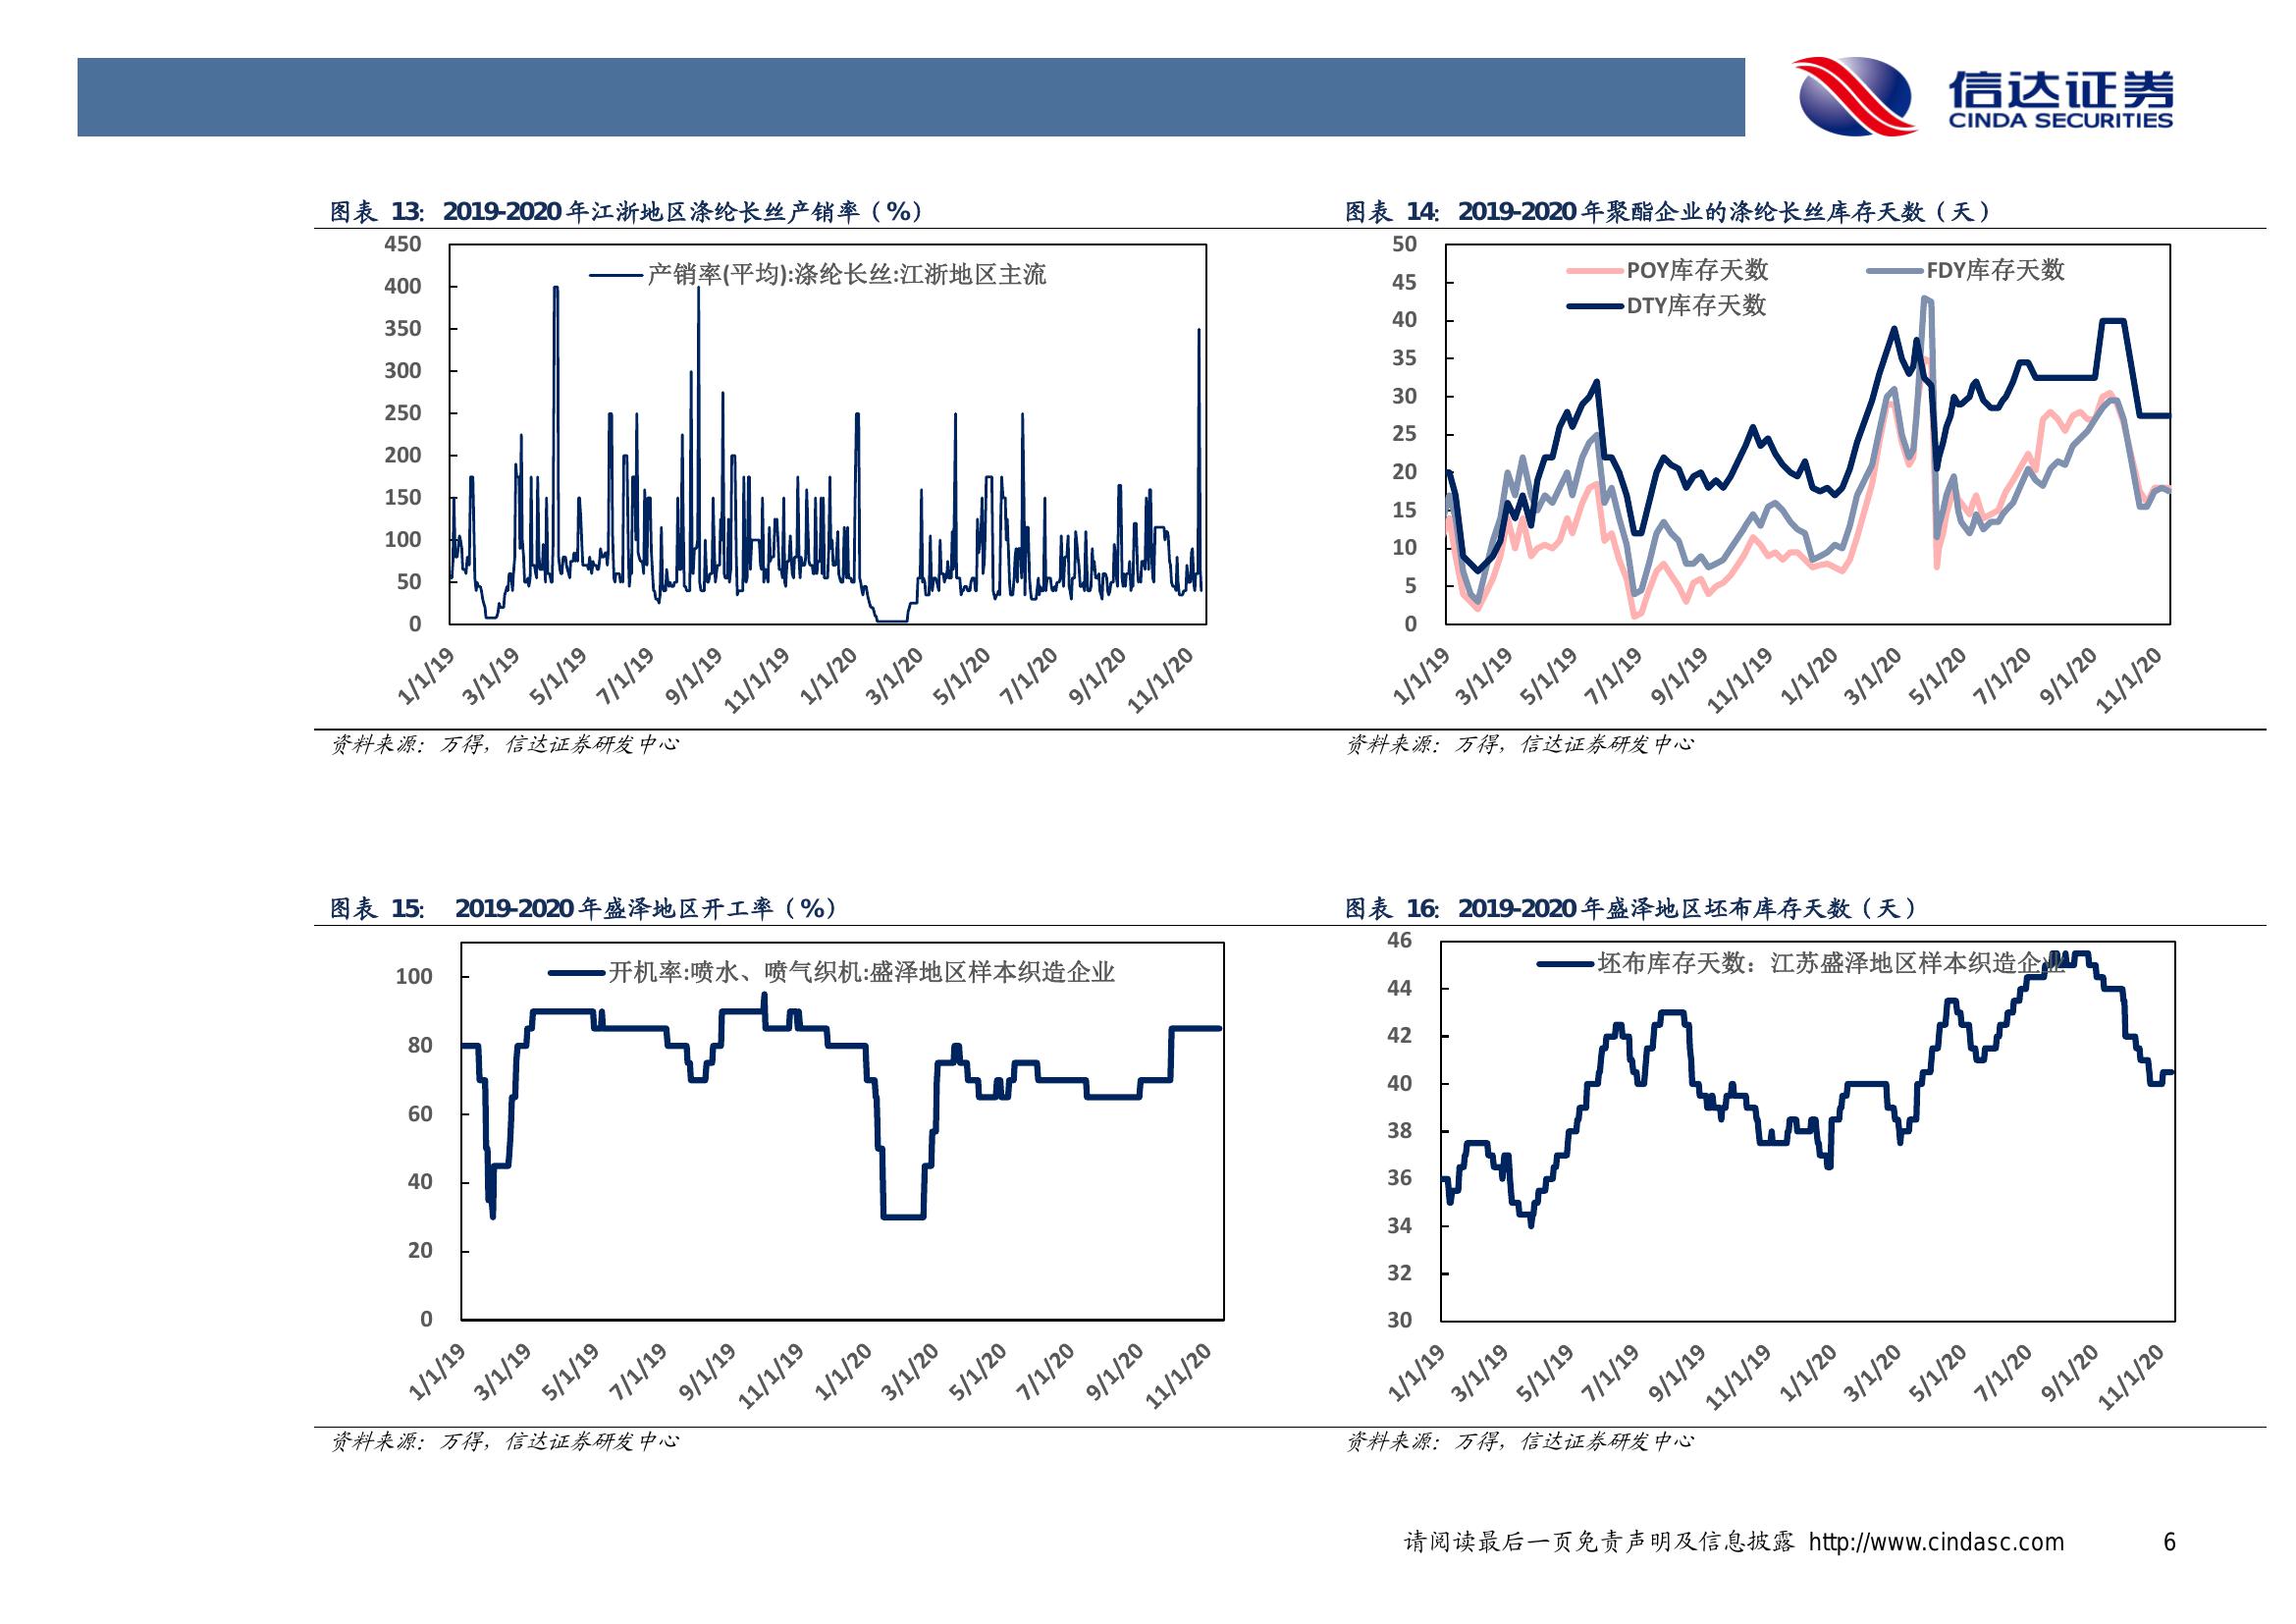 信达证券
CINDA SECURITIES
图表 13: 2019-2020 年江浙地区涤纶长丝产销率（%）
450
400
350
300
250
200
150
100
50
0
产销率(平均):涤纶长丝:江浙地区主流
1/1/19 3/1/19 5/1/19 7/1/19 9/1/19 11/1/19 1/1/20 3/1/20 5/1/20 7/1/20 9/1/20 11/1/20
资料来源：万得，信达证券研发中心
图表 14: 2019-2020 年聚酯企业的涤纶长丝库存天数（天）
50
45
40
35
30
25
20
15
10
5
0
POY库存天数 FDY库存天数
DTY库存天数
1/1/19 3/1/19 5/1/19 7/1/19 9/1/19 11/1/19 1/1/20 3/1/20 5/1/20 7/1/20 9/1/20 11/1/20
资料来源：万得，信达证券研发中心
图表 15: 2019-2020 年盛泽地区开工率（%）
100
80
60
40
20
0
开机率:喷水、喷气织机:盛泽地区样本织造企业
1/1/19 3/1/19 5/1/19 7/1/19 9/1/19 11/1/19 1/1/20 3/1/20 5/1/20 7/1/20 9/1/20 11/1/20
资料来源：万得，信达证券研发中心
图表 16: 2019-2020 年盛泽地区坯布库存天数（天）
46
44
42
40
38
36
34
32
30
坯布库存天数：江苏盛泽地区样本织造企业
1/1/19 3/1/19 5/1/19 7/1/19 9/1/19 11/1/19 1/1/20 3/1/20 5/1/20 7/1/20 9/1/20 11/1/20
资料来源：万得，信达证券研发中心
请阅读最后一页免责声明及信息披露 http://www.cindasc.com 6